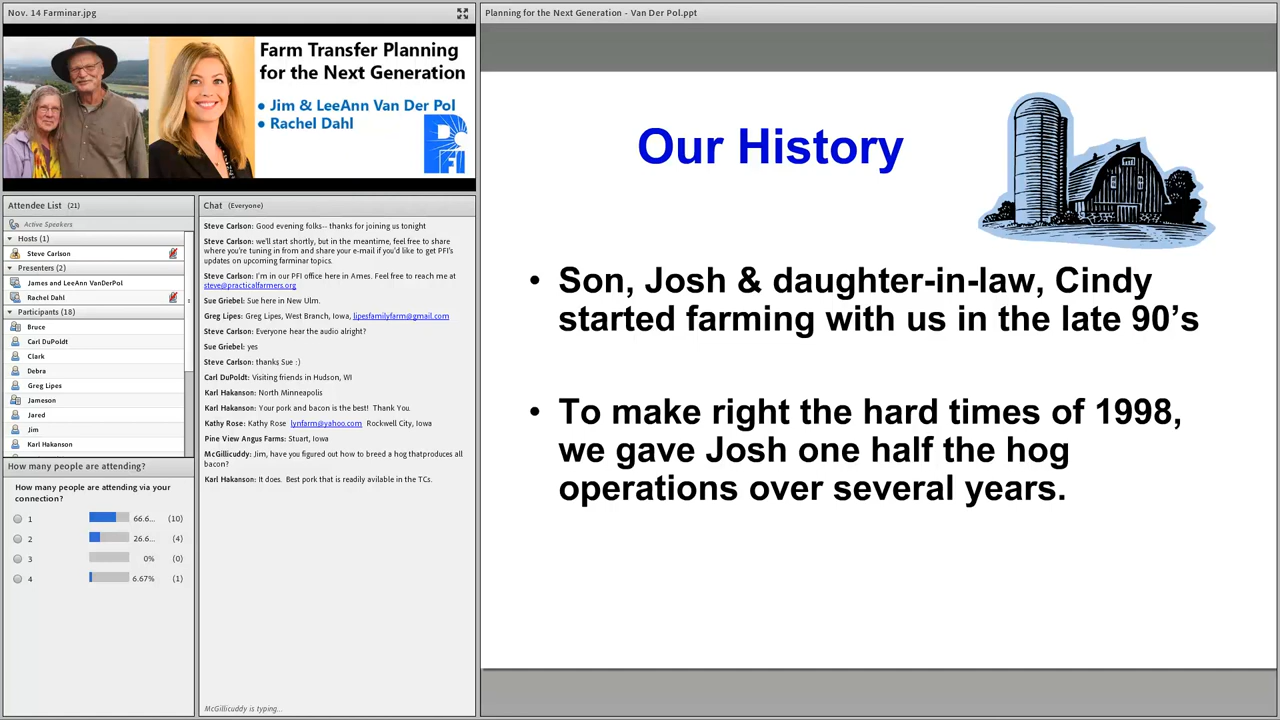 Nov. 14 Farminar.jpg
Farm Transfer Planning
for the Next Generation
• Jim & LeeAnn Van Der Pol
• Rachel Dahl
PFI
Attendee List (21)
Active Speakers
Hosts (1)
Steve Carlson
Presenters (2)
James and LeeAnn VanDerPol
Rachel Dahl
Participants (18)
Bruce
Carl DuPoldt
Clark
Debra
Greg Lipes
Jameson
Jared
Jim
Karl Hakanson
How many people are attending?
How many people are attending via your
connection?
1 66.6... (10)
2 26.6... (4)
3 0% (0)
4 6.67% (1)
Chat (Everyone)
Steve Carlson: Good evening folks-- thanks for joining us tonight
Steve Carlson: we'll start shortly, but in the meantime, feel free to share
where you're tuning in from and share your e-mail if you'd like to get PFI's
updates on upcoming farminar topics.
Steve Carlson: I'm in our PFI office here in Ames. Feel free to reach me at
steve@practicalfarmers.org
Sue Griebel: Sue here in New Ulm.
Greg Lipes: Greg Lipes, West Branch, Iowa, lipesfamilyfarm@gmail.com
Steve Carlson: Everyone hear the audio alright?
Sue Griebel: yes
Steve Carlson: thanks Sue :)
Carl DuPoldt: Visiting friends in Hudson, WI
Karl Hakanson: North Minneapolis
Karl Hakanson: Your pork and bacon is the best! Thank You.
Kathy Rose: Kathy Rose lynfarm@yahoo.com Rockwell City, Iowa
Pine View Angus Farms: Stuart, Iowa
McGillicuddy: Jim, have you figured out how to breed a hog thatproduces all
bacon?
Karl Hakanson: It does. Best pork that is readily avilable in the TCs.
McGillicuddy is typing...
Planning for the Next Generation - Van Der Pol.ppt
Our History
• Son, Josh & daughter-in-law, Cindy
started farming with us in the late 90's
• To make right the hard times of 1998,
we gave Josh one half the hog
operations over several years.